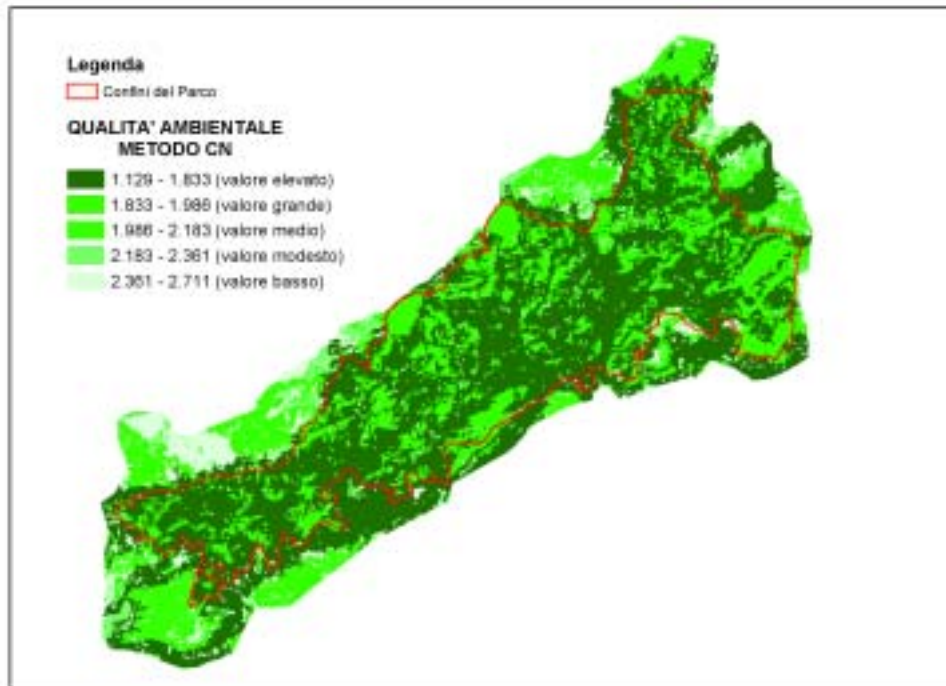 Legenda
Confini del Parco
QUALITA' AMBIENTALE
METODO CN
1.129 - 1.833 (valore elevato)
1.833 - 1.986 (valore grande)
1.986 - 2.183 (valore medio)
2.183 - 2.361 (valore modesto)
2.361 - 2.711 (valore basso)